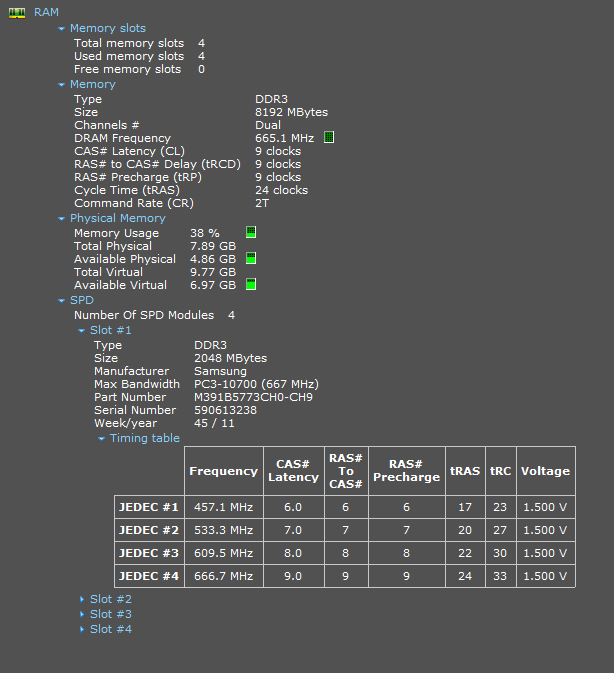 RAM
Memory slots
Total memory slots 4
Used memory slots 4
Free memory slots 0
Memory
Type DDR3
Size 8192 MBytes
Channels # Dual
DRAM Frequency 665.1 MHz
CAS# Latency (CL) 9 clocks
RAS# to CAS# Delay (tRCD) 9 clocks
RAS# Precharge (tRP) 9 clocks
Cycle Time (tRAS) 24 clocks
Command Rate (CR) 2T
Physical Memory
Memory Usage 38 %
Total Physical 7.89 GB
Available Physical 4.86 GB
Total Virtual 9.77 GB
Available Virtual 6.97 GB
SPD
Number Of SPD Modules 4
Slot #1
Type DDR3
Size 2048 MBytes
Manufacturer Samsung
Max Bandwidth PC3-10700 (667 MHz)
Part Number M391B5773CH0-CH9
Serial Number 590613238
Week/year 45 / 11
Timing table
Frequency CAS# Latency RAS# To CAS# RAS# Precharge tRAS tRC Voltage
JEDEC #1 457.1 MHz 6.0 6 6 17 23 1.500 V
JEDEC #2 533.3 MHz 7.0 7 7 20 27 1.500 V
JEDEC #3 609.5 MHz 8.0 8 8 22 30 1.500 V
JEDEC #4 666.7 MHz 9.0 9 9 24 33 1.500 V
Slot #2
Slot #3
Slot #4